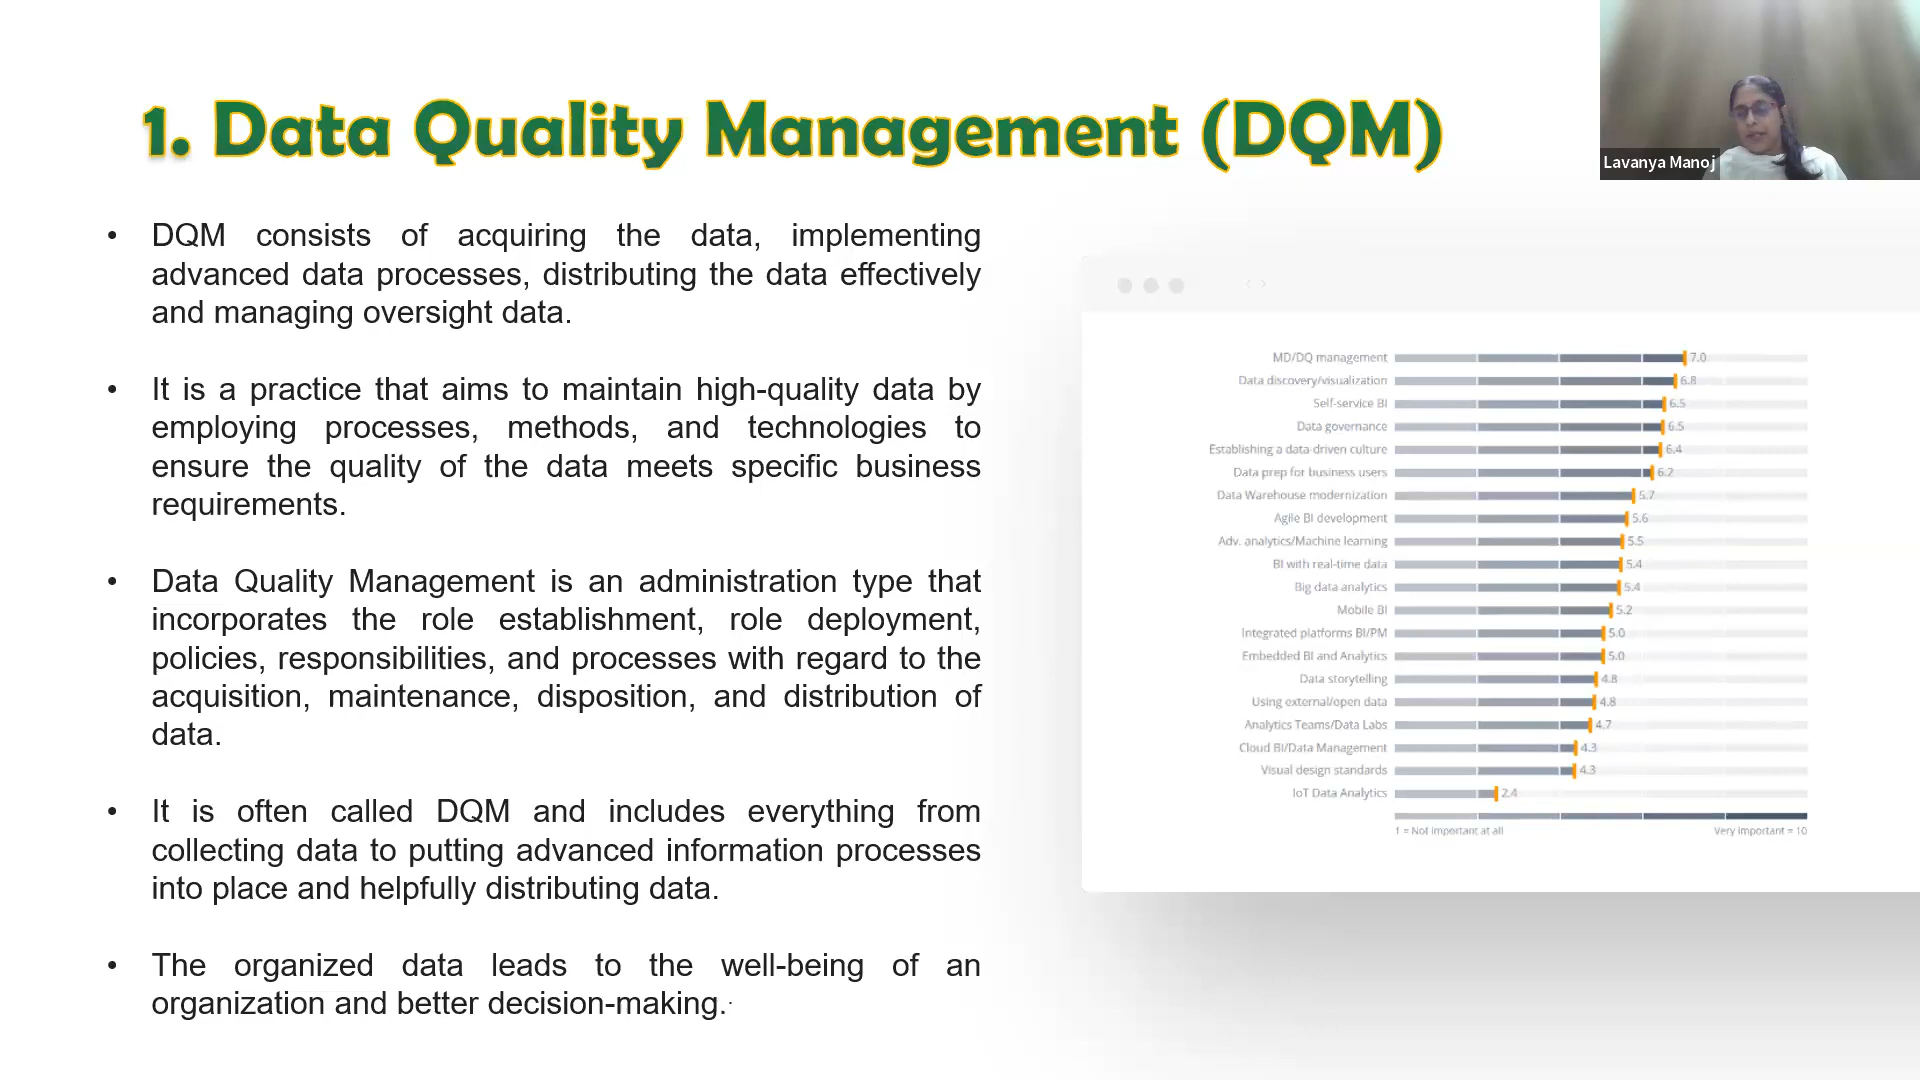 1. Data Quality Management (DQM)
Lavanya Manoj
• DQM consists of acquiring the data, implementing
advanced data processes, distributing the data effectively
and managing oversight data.
• It is a practice that aims to maintain high-quality data by
employing processes, methods, and technologies to
ensure the quality of the data meets specific business
requirements.
• Data Quality Management is an administration type that
incorporates the role establishment, role deployment,
policies, responsibilities, and processes with regard to the
acquisition, maintenance, disposition, and distribution of
data.
• It is often called DQM and includes everything from
collecting data to putting advanced information processes
into place and helpfully distributing data.
• The organized data leads to the well-being of an
organization and better decision-making.
MD/DQ management 7.0
Data discovery/visualization 6.8
Self-service BI 6.5
Data governance 6.5
Establishing a data-driven culture 6.4
Data prep for business users 6.2
Data Warehouse modernization 5.7
Agile BI development 5.6
Adv. analytics/Machine learning 5.5
BI with real-time data 5.4
Big data analytics 5.4
Mobile BI 5.2
Integrated platforms BI/PM 5.0
Embedded BI and Analytics 5.0
Data storytelling 4.8
Using external/open data 4.8
Analytics Teams/Data Labs 4.7
Cloud BI/Data Management 4.3
Visual design standards 4.3
IoT Data Analytics 2.4
1 = Not important at all Very important = 10